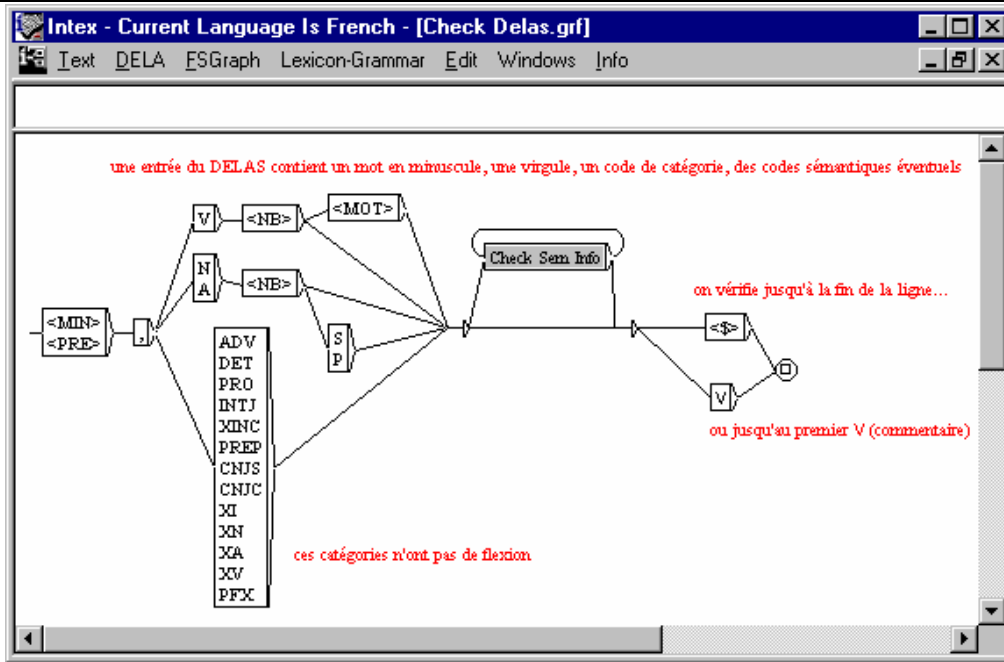 Intex - Current Language Is French - [Check Delas.grf]
Text DELA FSGraph Lexicon-Grammar Edit Windows Info
une entrée du DELAS contient un mot en minuscule, une virgule, un code de catégorie, des codes sémantiques éventuels
V <NB> <MOT>
Check Sem Info
N
A
<NB>
on vérifie jusqu'à la fin de la ligne...
<MIN>
<PRE>
,
S
P
<$>
ADV
DET
PRO
INTJ
XINC
PREP
CNJS
CNJC
XI
XN
XA
XV
PFX
V
ou jusqu'au premier V (commentaire)
ces catégories n'ont pas de flexion